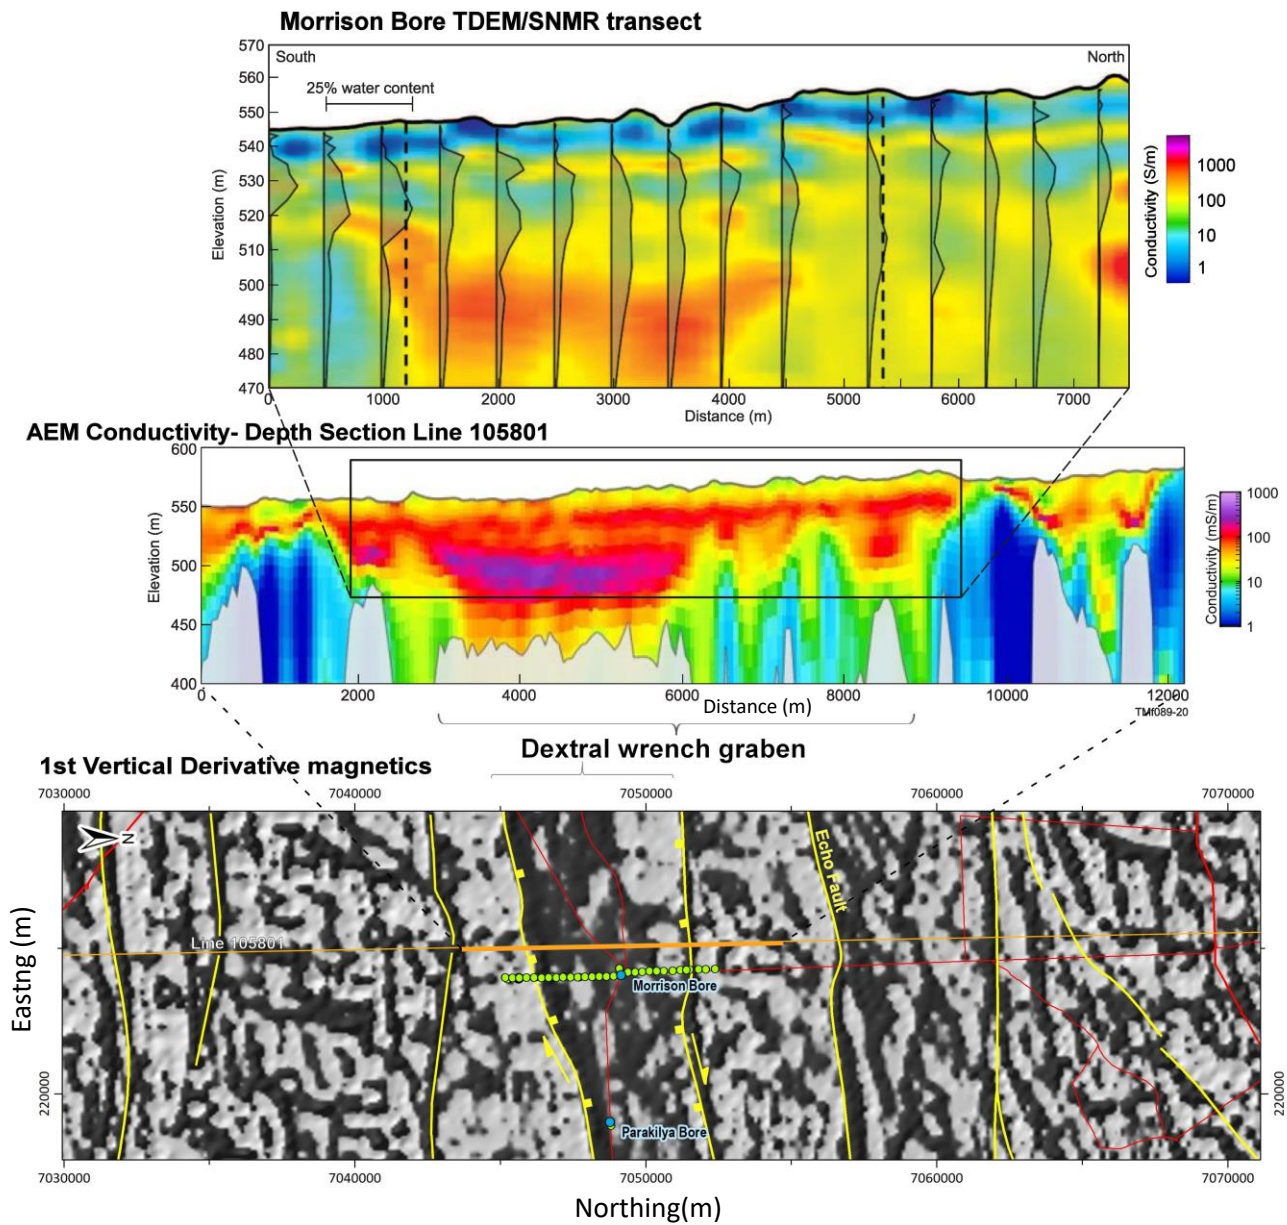 Morrison Bore TDEM/SNMR transect
570
South
North
560
25% water content
550
540
530
520
510
500
490
480
470
Elevation (m)
0
1000
2000
3000
4000
5000
6000
7000
Distance (m)
Conductivity (S/m)
1000
100
10
1
AEM Conductivity- Depth Section Line 105801
600
550
500
450
400
Elevation (m)
0
2000
4000
6000
8000
10000
12000
Distance (m)
TMf089-20
Conductivity (mS/m)
1000
100
10
1
Dextral wrench graben
1st Vertical Derivative magnetics
7030000
7040000
7050000
7060000
7070000
N
Echo Fault
Line 105801
Morrison Bore
Parakilya Bore
220000
220000
Eastng (m)
7030000
7040000
7050000
7060000
7070000
Northing(m)